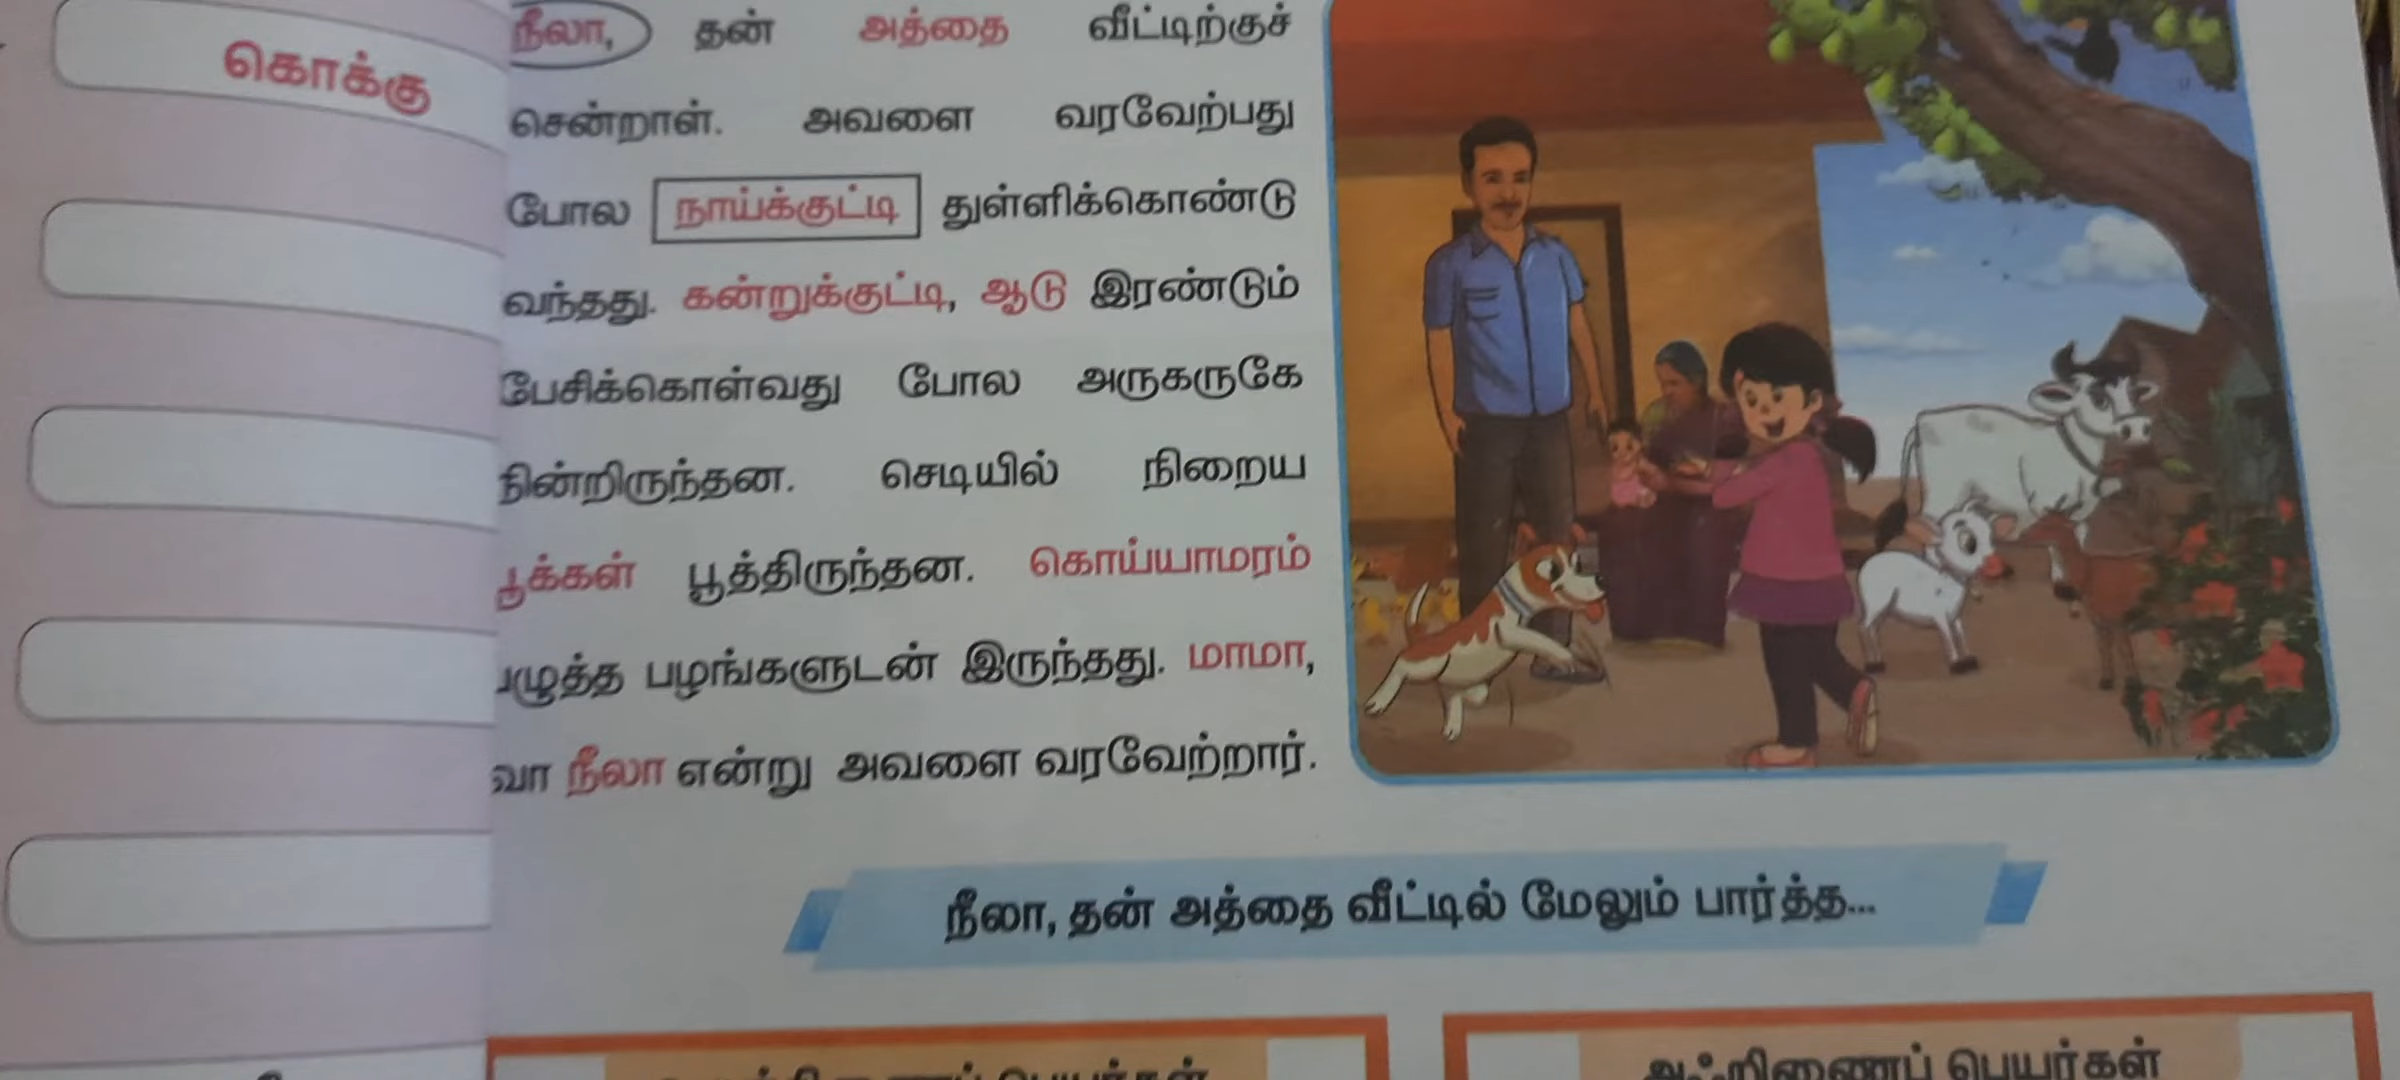 கொக்கு
நீலா, தன் அத்தை வீட்டிற்குச்
சென்றாள். அவளை வரவேற்பது
போல நாய்க்குட்டி துள்ளிக்கொண்டு
வந்தது. கன்றுக்குட்டி, ஆடு இரண்டும்
பேசிக்கொள்வது போல அருகருகே
நின்றிருந்தன. செடியில் நிறைய
பூக்கள் பூத்திருந்தன. கொய்யாமரம்
பழுத்த பழங்களுடன் இருந்தது. மாமா,
வா நீலா என்று அவளை வரவேற்றார்.
நீலா, தன் அத்தை வீட்டில் மேலும் பார்த்த...
அஃறிணைப் பெயர்கள்